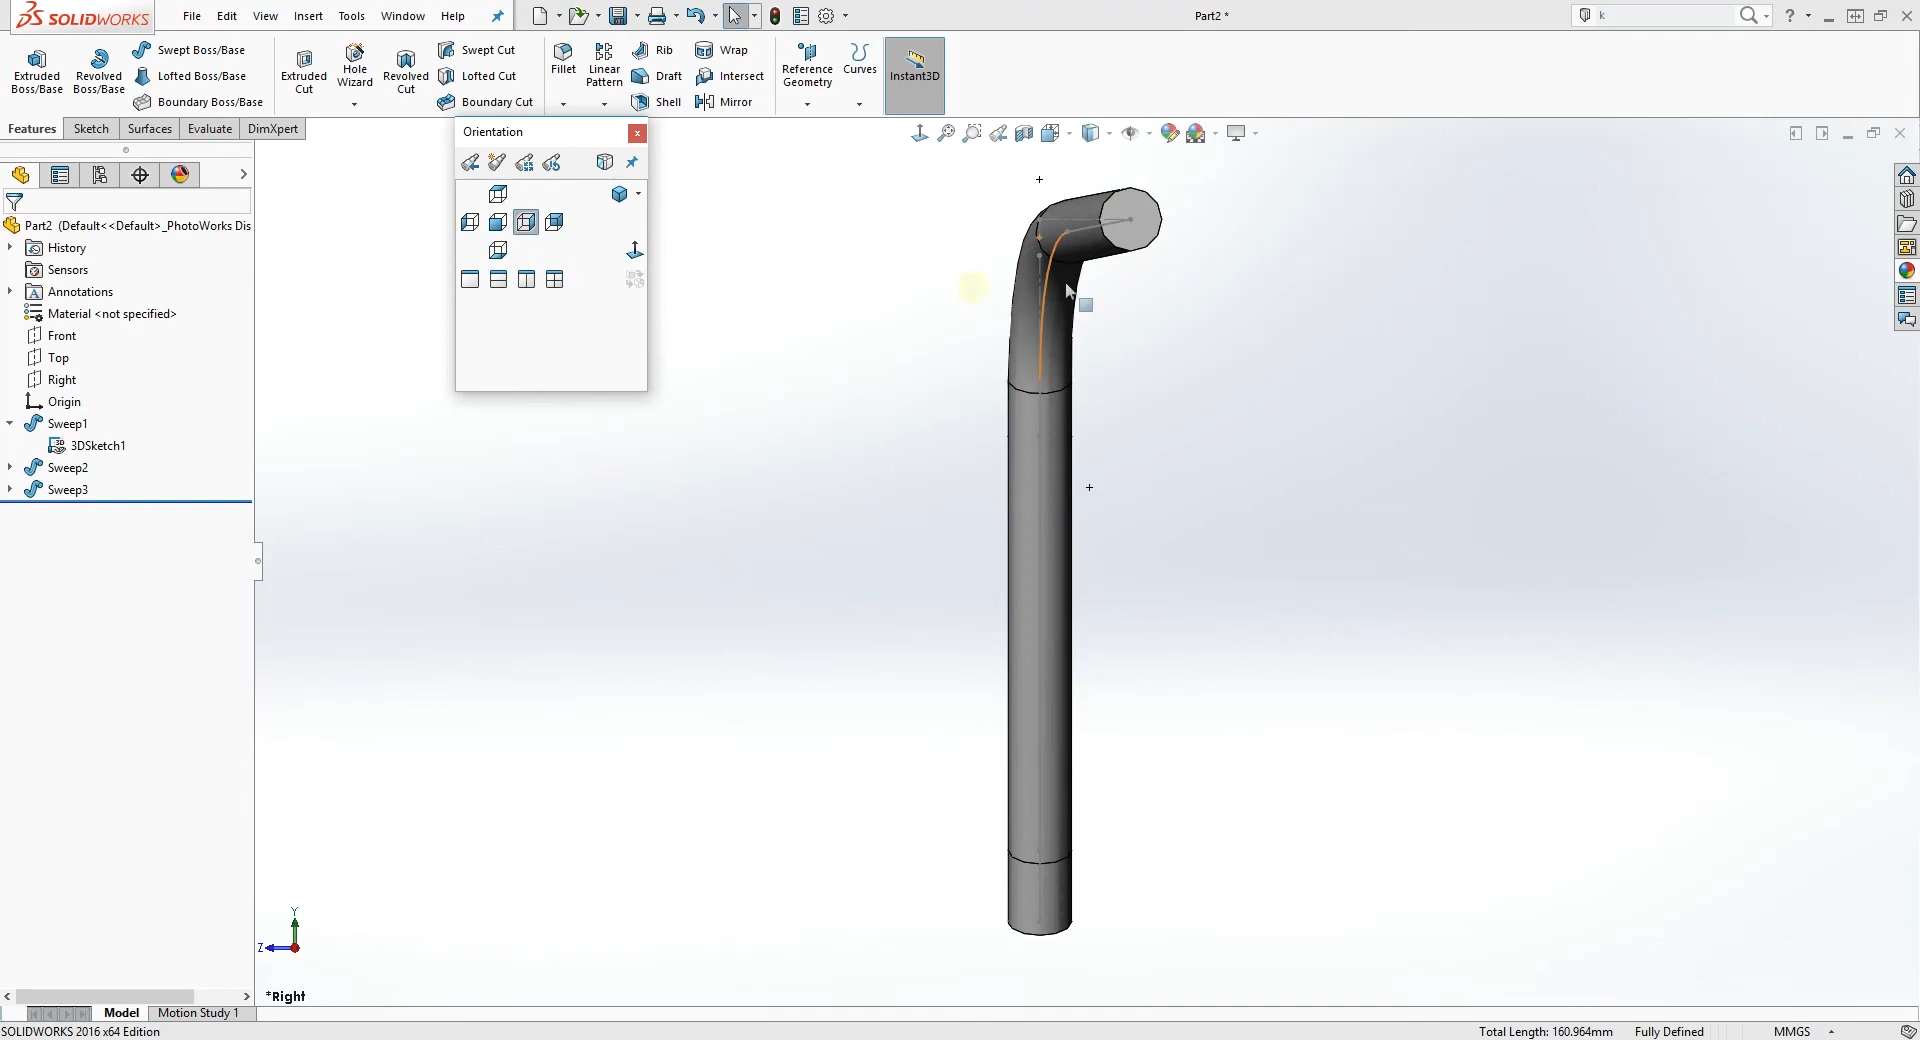 SOLIDWORKS
File Edit View Insert Tools Window Help
Part2 *
k
Extruded Boss/Base
Revolved Boss/Base
Swept Boss/Base
Lofted Boss/Base
Boundary Boss/Base
Extruded Cut
Hole Wizard
Revolved Cut
Swept Cut
Lofted Cut
Boundary Cut
Fillet
Linear Pattern
Rib
Draft
Shell
Wrap
Intersect
Mirror
Reference Geometry
Curves
Instant3D
Features Sketch Surfaces Evaluate DimXpert
Orientation
Part2 (Default<<Default>_PhotoWorks Dis
History
Sensors
Annotations
Material <not specified>
Front
Top
Right
Origin
Sweep1
3DSketch1
Sweep2
Sweep3
Y
Z
*Right
Model Motion Study 1
SOLIDWORKS 2016 x64 Edition
Total Length: 160.964mm Fully Defined MMGS